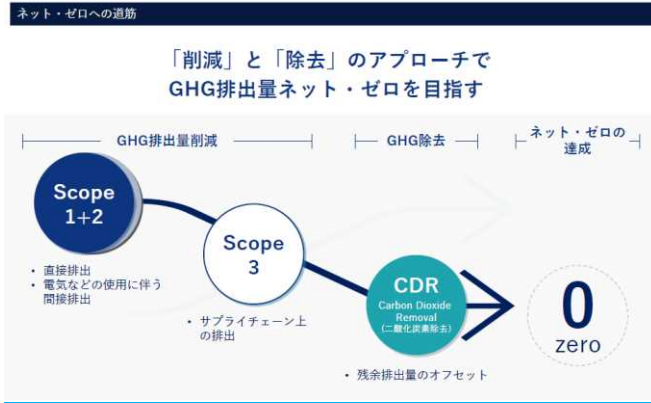 ネット・ゼロへの道筋
「削減」と「除去」のアプローチで
GHG排出量ネット・ゼロを目指す
GHG排出量削減
GHG除去
ネット・ゼロの
達成
Scope
1+2
• 直接排出
• 電気などの使用に伴う
間接排出
Scope
3
• サプライチェーン上
の排出
CDR
Carbon Dioxide
Removal
(二酸化炭素除去)
• 残余排出量のオフセット
0
zero